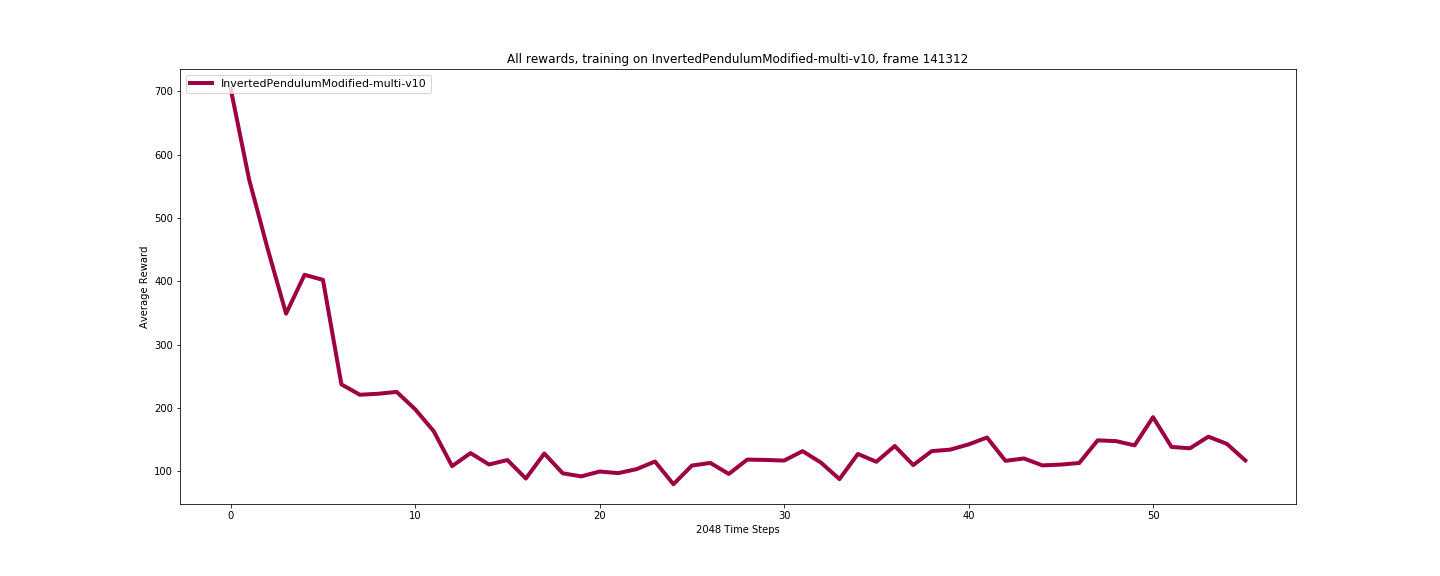 All rewards, training on InvertedPendulumModified-multi-v10, frame 141312
InvertedPendulumModified-multi-v10
700
600
500
400
300
200
100
Average Reward
0 10 20 30 40 50
2048 Time Steps